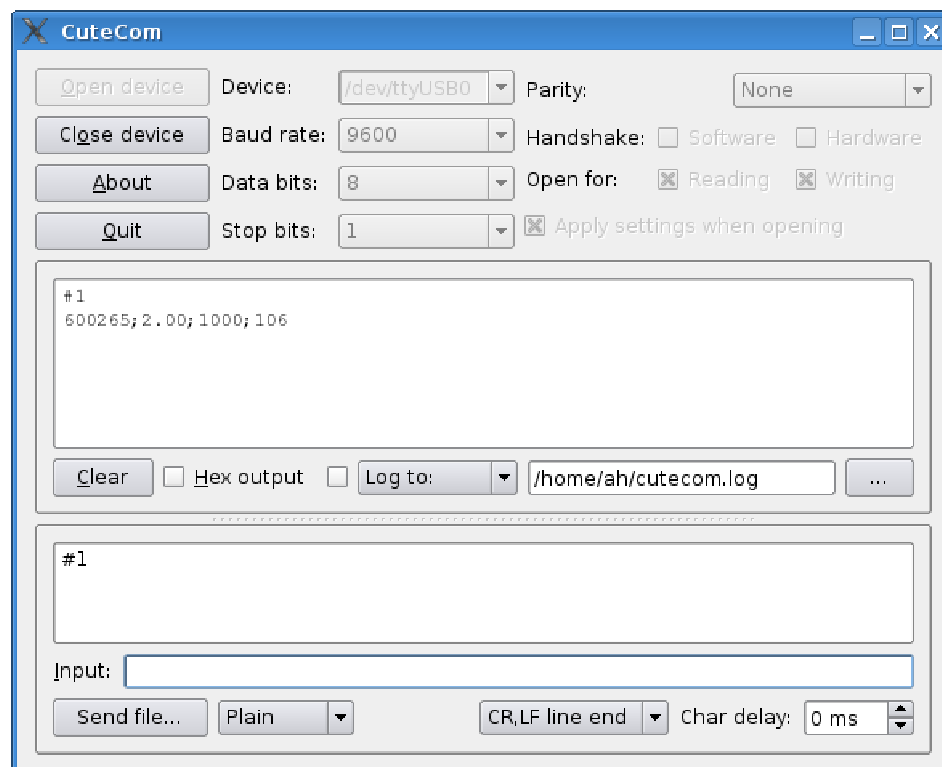 CuteCom
Open device Device: /dev/ttyUSB0 Parity: None
Close device Baud rate: 9600 Handshake: Software Hardware
About Data bits: 8 Open for: Reading Writing
Quit Stop bits: 1 Apply settings when opening
#1
600265;2.00;1000;106
Clear Hex output Log to: /home/ah/cutecom.log ...
#1
Input:
Send file... Plain CR,LF line end Char delay: 0 ms